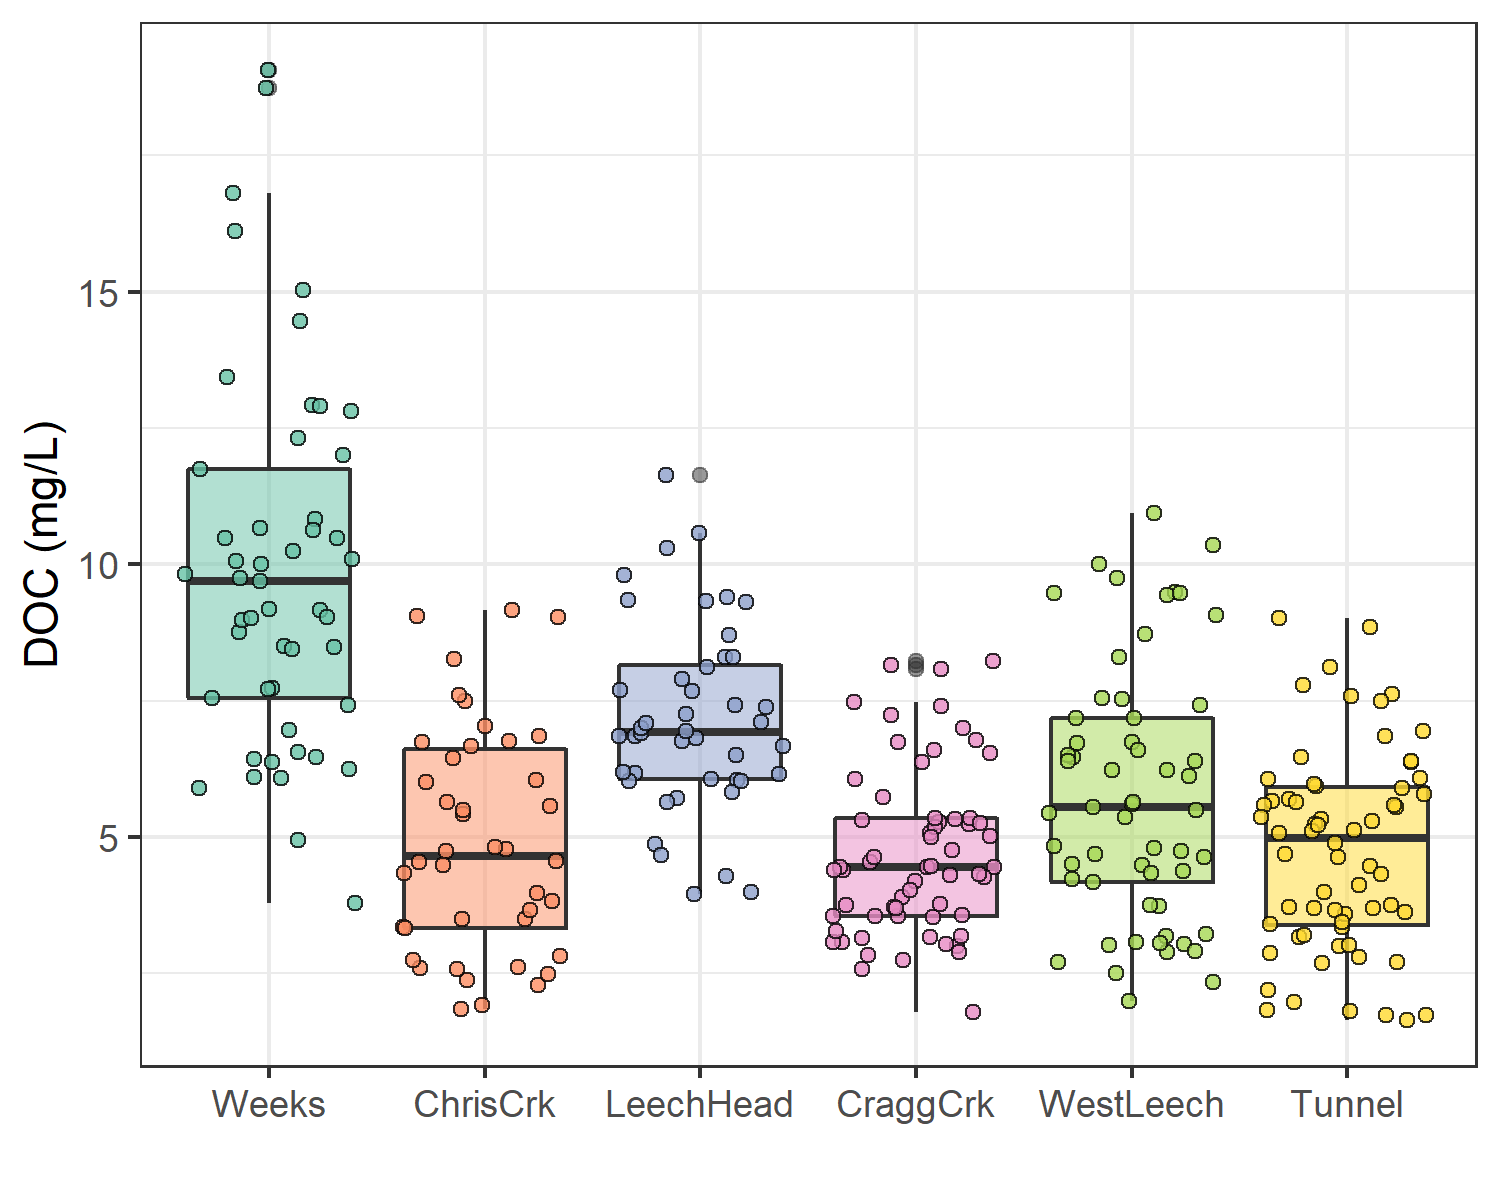 DOC (mg/L)
15
10
5
Weeks
ChrisCrk
LeechHead
CraggCrk
WestLeech
Tunnel